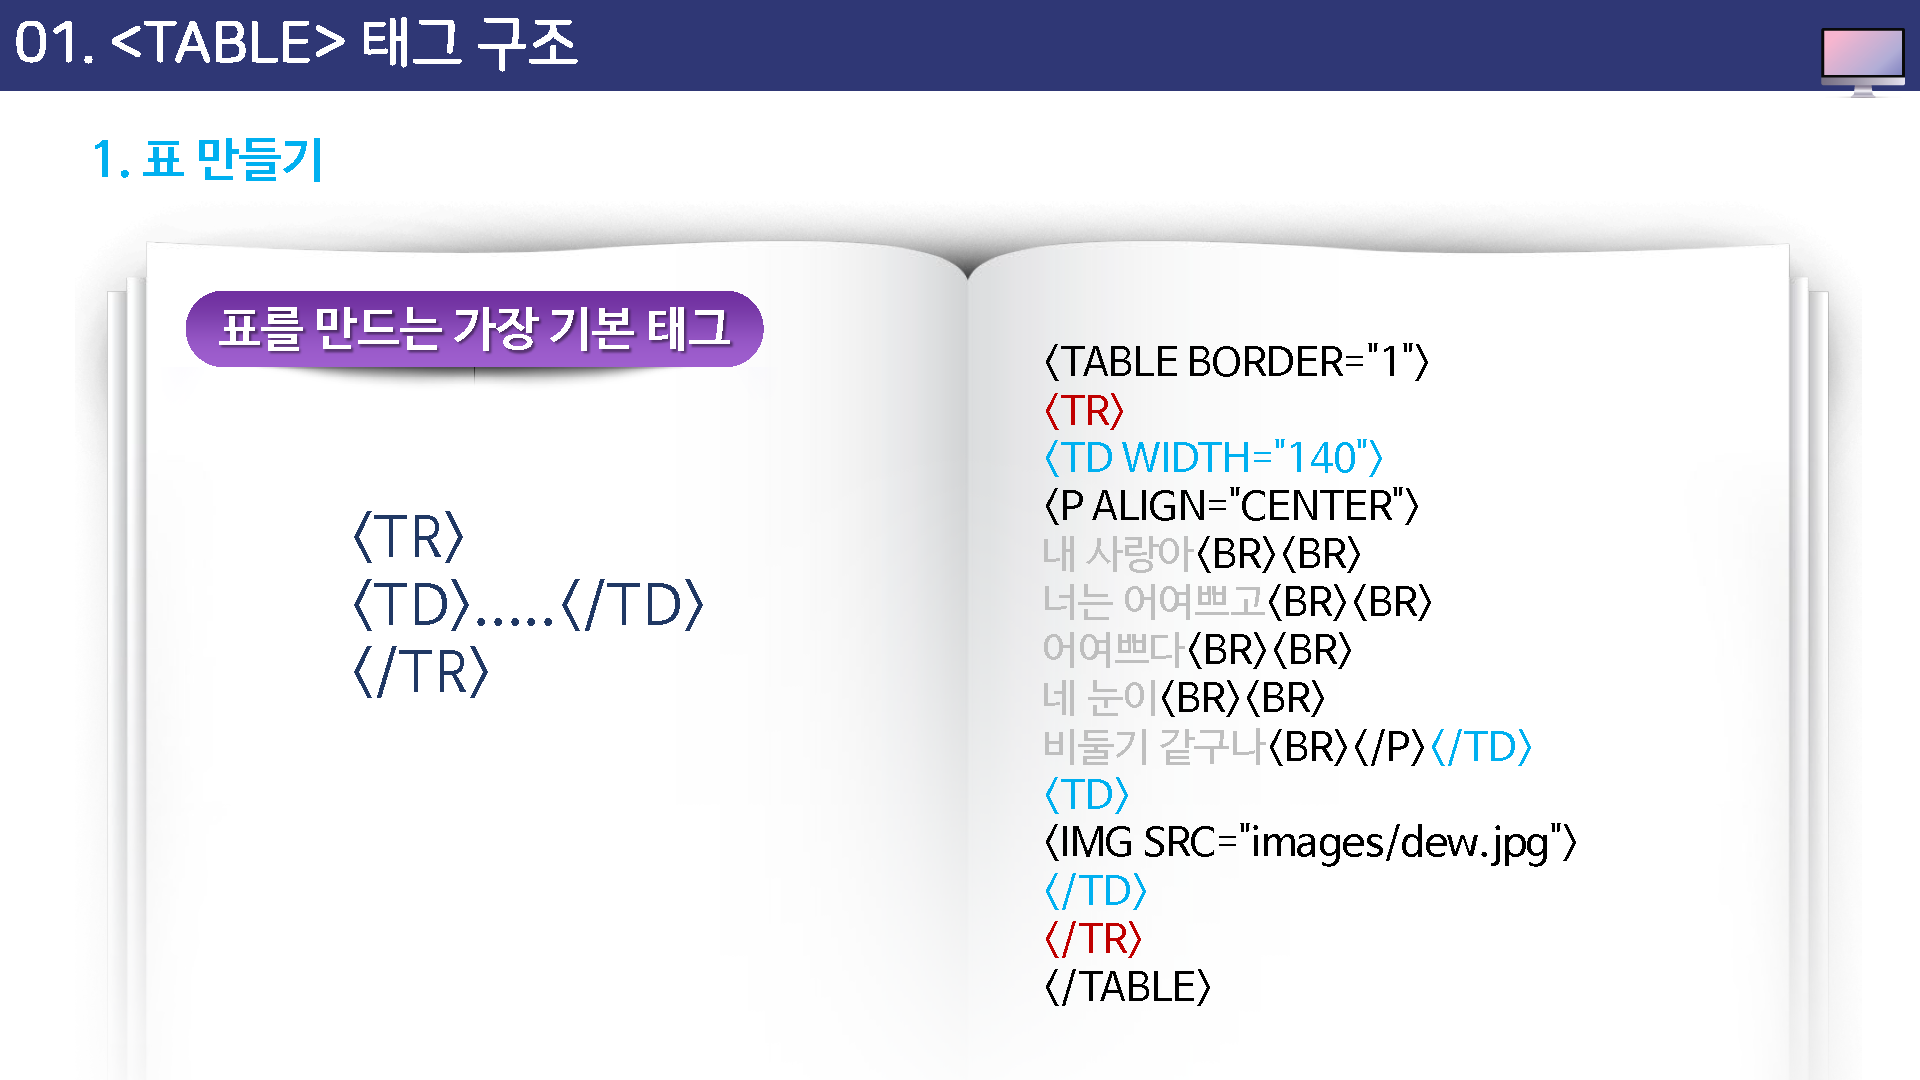 01. <TABLE> 태그 구조
1. 표 만들기
표를 만드는 가장 기본 태그
〈TR〉
〈TD〉.....〈/TD〉
〈/TR〉
〈TABLE BORDER="1"〉
〈TR〉
〈TD WIDTH="140"〉
〈P ALIGN="CENTER"〉
내 사랑아〈BR〉〈BR〉
너는 어여쁘고〈BR〉〈BR〉
어여쁘다〈BR〉〈BR〉
네 눈이〈BR〉〈BR〉
비둘기 같구나〈BR〉〈/P〉〈/TD〉
〈TD〉
〈IMG SRC="images/dew.jpg"〉
〈/TD〉
〈/TR〉
〈/TABLE〉